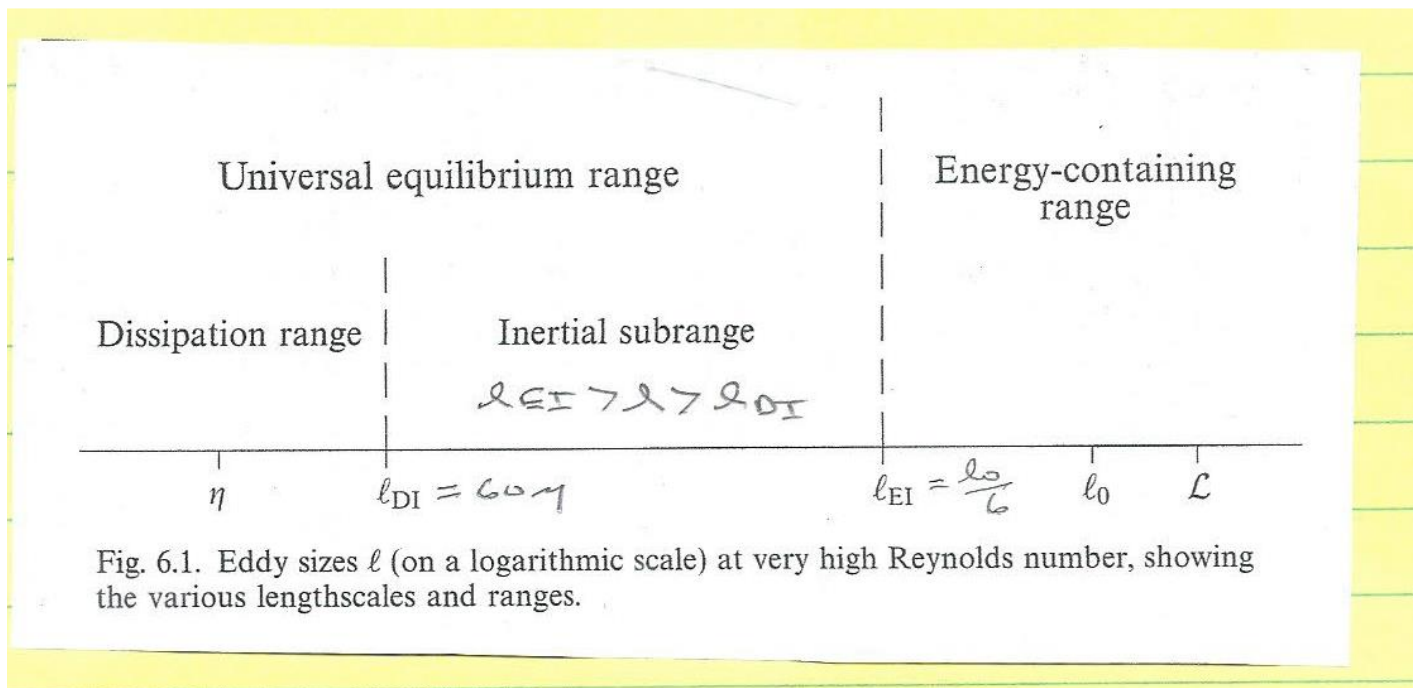 Universal equilibrium range
Energy-containing
range
Dissipation range
Inertial subrange
ℓEI > ℓ > ℓDI
η
ℓDI = 60η
ℓEI = ℓ0/6
ℓ0
ℒ
Fig. 6.1. Eddy sizes ℓ (on a logarithmic scale) at very high Reynolds number, showing
the various lengthscales and ranges.